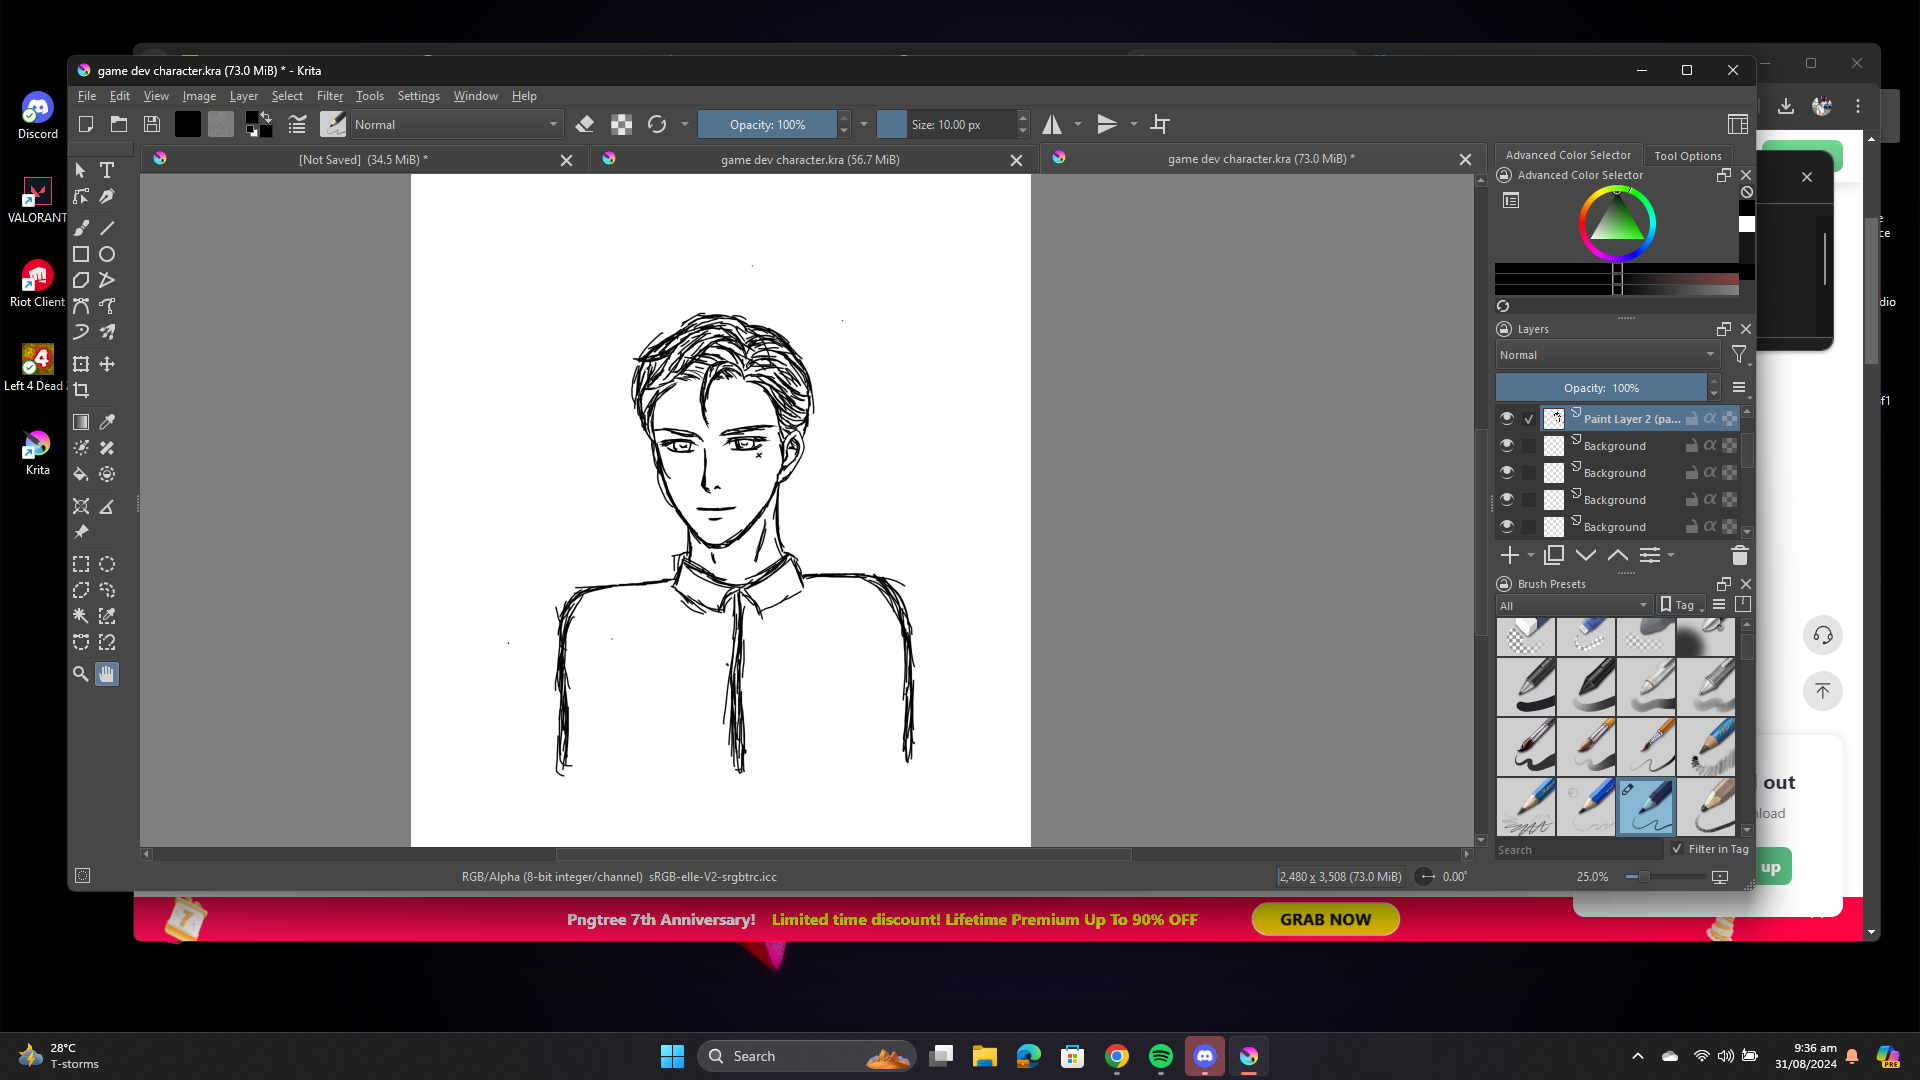 game dev character.kra (73.0 MiB) * - Krita
File Edit View Image Layer Select Filter Tools Settings Window Help
Normal
Opacity: 100%
Size: 10.00 px
[Not Saved] (34.5 MiB) *
game dev character.kra (56.7 MiB)
game dev character.kra (73.0 MiB) *
Advanced Color Selector
Tool Options
Advanced Color Selector
Layers
Normal
Opacity: 100%
Paint Layer 2 (pa...
Background
Background
Background
Background
Brush Presets
All
Tag
Search
Filter in Tag
RGB/Alpha (8-bit integer/channel) sRGB-elle-V2-srgbtrc.icc
2,480 x 3,508 (73.0 MiB)
0.00°
25.0%
Discord
VALORANT
Riot Client
Left 4 Dead
Krita
out
up
Pngtree 7th Anniversary! Limited time discount! Lifetime Premium Up To 90% OFF
GRAB NOW
28°C
T-storms
Search
9:36 am
31/08/2024
PRE